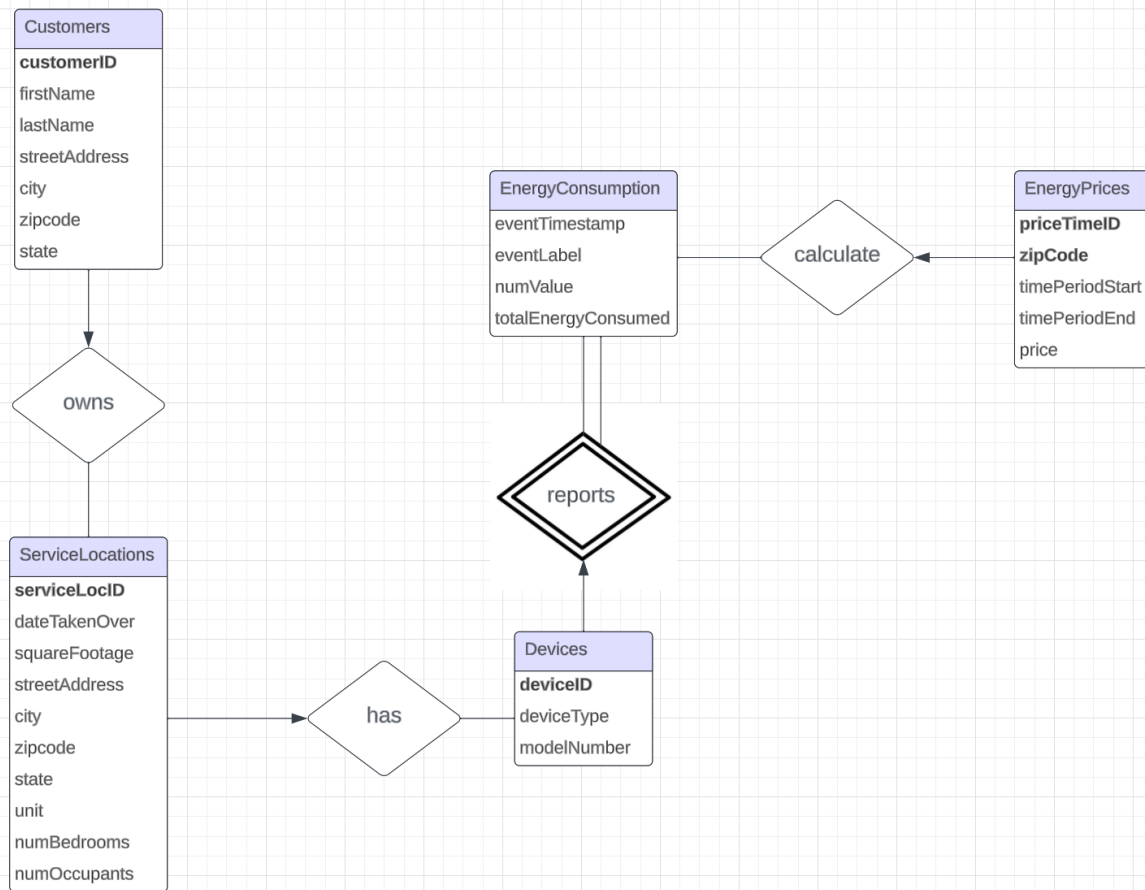 Customers
customerID
firstName
lastName
streetAddress
city
zipcode
state
owns
ServiceLocations
serviceLocID
dateTakenOver
squareFootage
streetAddress
city
zipcode
state
unit
numBedrooms
numOccupants
has
Devices
deviceID
deviceType
modelNumber
reports
EnergyConsumption
eventTimestamp
eventLabel
numValue
totalEnergyConsumed
calculate
EnergyPrices
priceTimeID
zipCode
timePeriodStart
timePeriodEnd
price